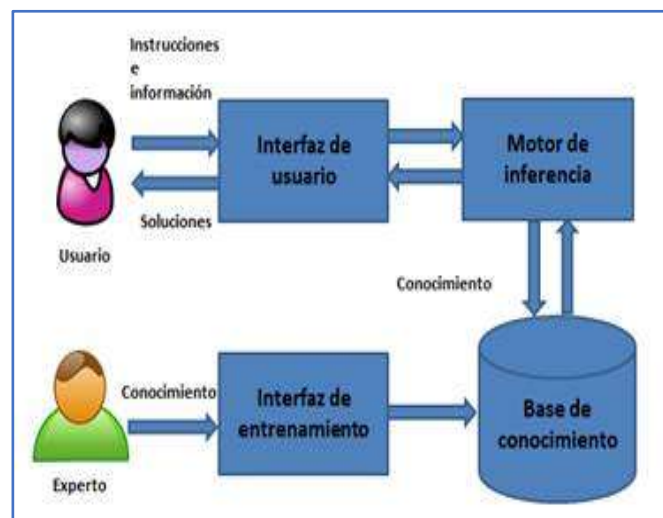 Instrucciones
e
información
Interfaz de
usuario
Motor de
inferencia
Soluciones
Usuario
Conocimiento
Conocimiento
Interfaz de
entrenamiento
Base de
conocimiento
Experto